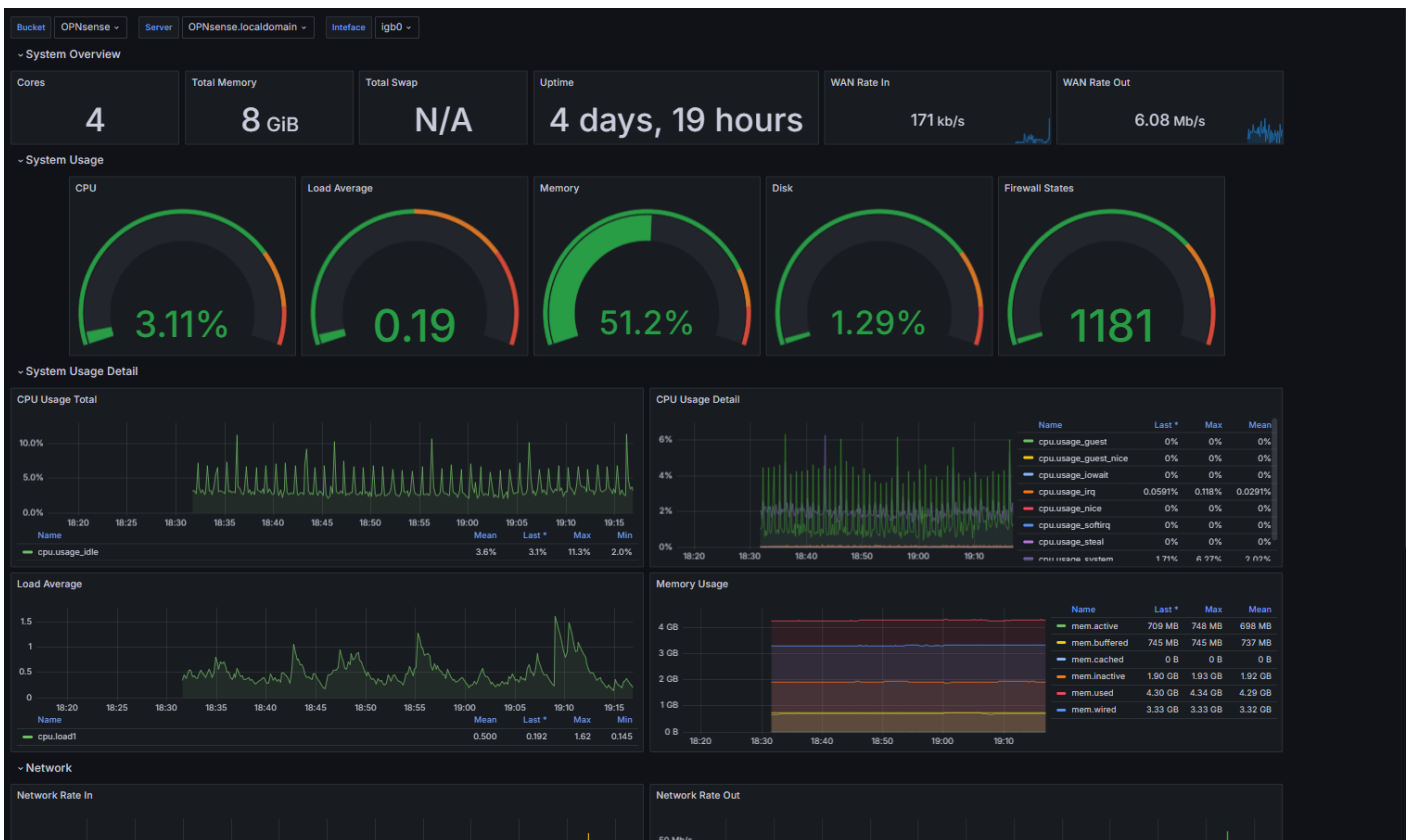 Bucket OPNsense Server OPNsense.localdomain Inteface igb0
System Overview
Cores Total Memory Total Swap Uptime WAN Rate In WAN Rate Out
4 8 GiB N/A 4 days, 19 hours 171 kb/s 6.08 Mb/s
System Usage
CPU Load Average Memory Disk Firewall States
3.11% 0.19 51.2% 1.29% 1181
System Usage Detail
CPU Usage Total
10.0%
5.0%
0.0%
18:20 18:25 18:30 18:35 18:40 18:45 18:50 18:55 19:00 19:05 19:10 19:15
Name Mean Last * Max Min
cpu.usage_idle 3.6% 3.1% 11.3% 2.0%
CPU Usage Detail
6%
4%
2%
0%
18:20 18:30 18:40 18:50 19:00 19:10
Name Last * Max Mean
cpu.usage_guest 0% 0% 0%
cpu.usage_guest_nice 0% 0% 0%
cpu.usage_iowait 0% 0% 0%
cpu.usage_irq 0.0591% 0.118% 0.0291%
cpu.usage_nice 0% 0% 0%
cpu.usage_softirq 0% 0% 0%
cpu.usage_steal 0% 0% 0%
cpu.usage_system 1.71% 6.27% 2.02%
Load Average
1.5
1
0.5
0
18:20 18:25 18:30 18:35 18:40 18:45 18:50 18:55 19:00 19:05 19:10 19:15
Name Mean Last * Max Min
cpu.load1 0.500 0.192 1.62 0.145
Memory Usage
4 GB
3 GB
2 GB
1 GB
0 B
18:20 18:30 18:40 18:50 19:00 19:10
Name Last * Max Mean
mem.active 709 MB 748 MB 698 MB
mem.buffered 745 MB 745 MB 737 MB
mem.cached 0 B 0 B 0 B
mem.inactive 1.90 GB 1.93 GB 1.92 GB
mem.used 4.30 GB 4.34 GB 4.29 GB
mem.wired 3.33 GB 3.33 GB 3.32 GB
Network
Network Rate In
Network Rate Out
50 Mb/s